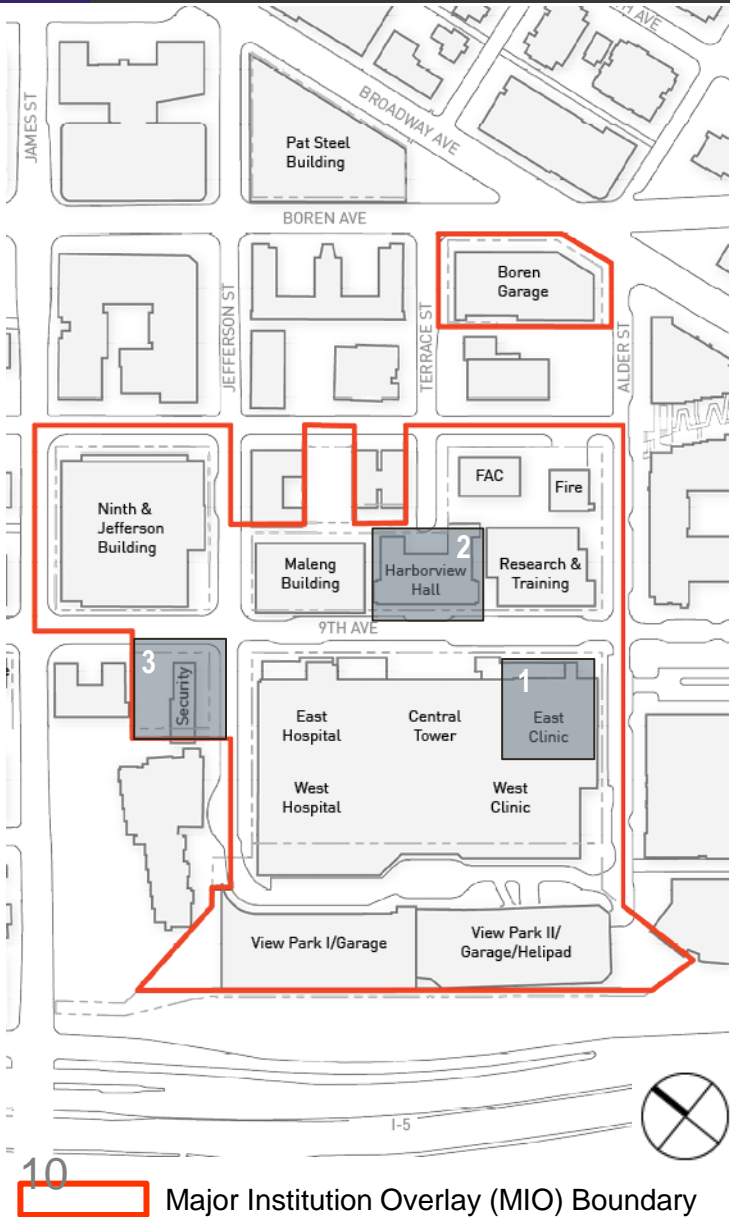 TH AVE
JAMES ST
BROADWAY AVE
Pat Steel
Building
BOREN AVE
Boren
Garage
JEFFERSON ST
TERRACE ST
ALDER ST
FAC
Fire
Ninth &
Jefferson
Building
Maleng
Building
2
Harborview
Hall
Research &
Training
9TH AVE
3
Security
1
East
Hospital
Central
Tower
East
Clinic
West
Hospital
West
Clinic
View Park I/Garage
View Park II/
Garage/Helipad
I-5
10
Major Institution Overlay (MIO) Boundary